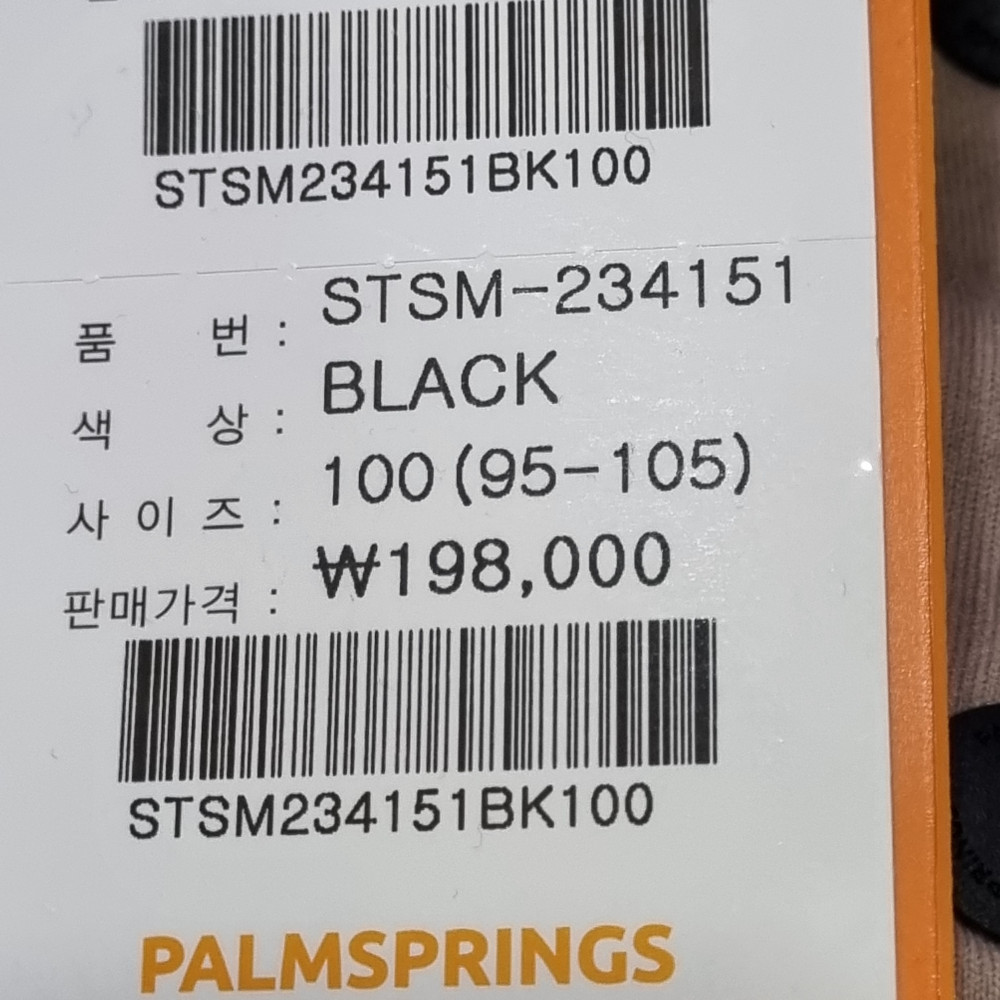 STSM234151BK100
품 번 : STSM-234151
색 상 : BLACK
사 이 즈 : 100 (95-105)
판매가격 : ₩198,000
STSM234151BK100
PALMSPRINGS